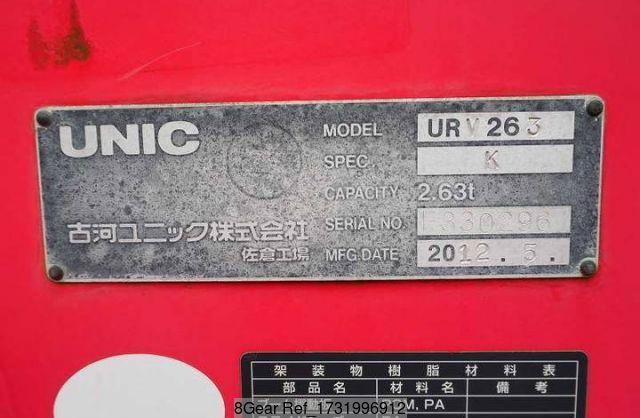 UNIC
MODEL URV263
SPEC. K
CAPACITY 2.63t
SERIAL NO.
古河ユニック株式会社
佐倉工場
MFG.DATE 2012.5.
架装物樹脂材料表
部品名 材料名 備考
POM, PA
8Gear Ref_1731996912